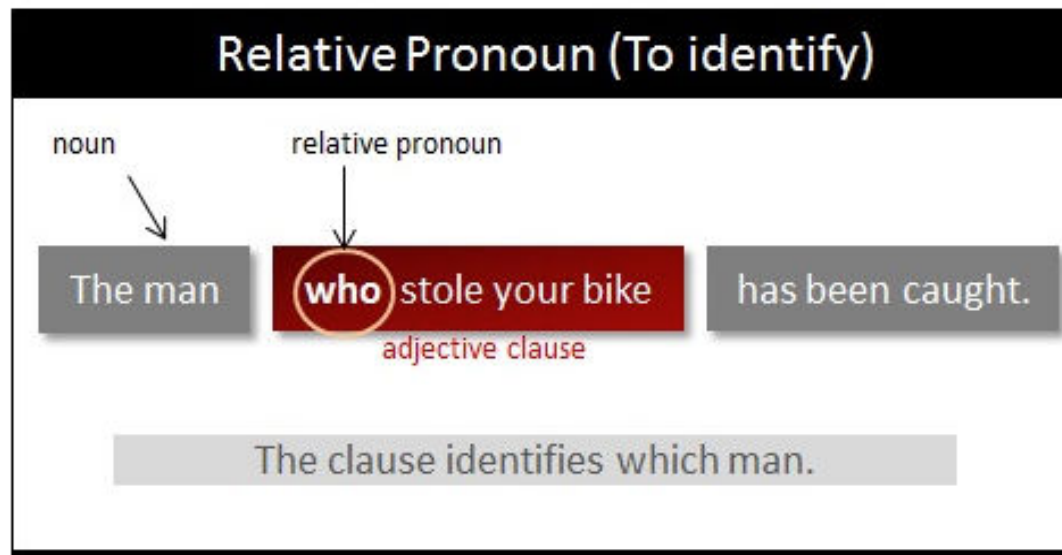 Relative Pronoun (To identify)
noun relative pronoun
The man who stole your bike has been caught.
adjective clause
The clause identifies which man.